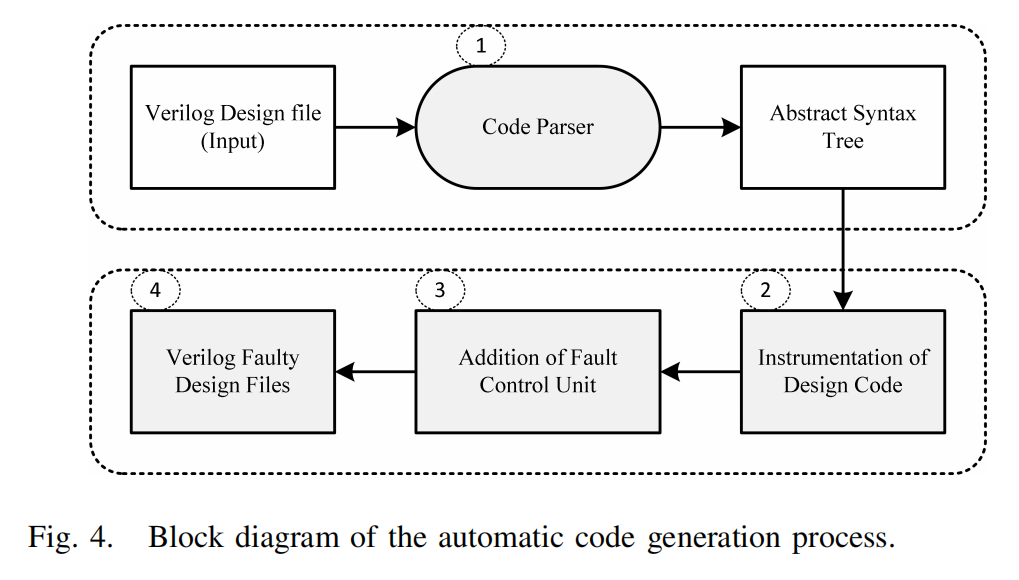 1
Verilog Design file
(Input)
Code Parser
Abstract Syntax
Tree
4
3
2
Verilog Faulty
Design Files
Addition of Fault
Control Unit
Instrumentation of
Design Code
Fig. 4. Block diagram of the automatic code generation process.